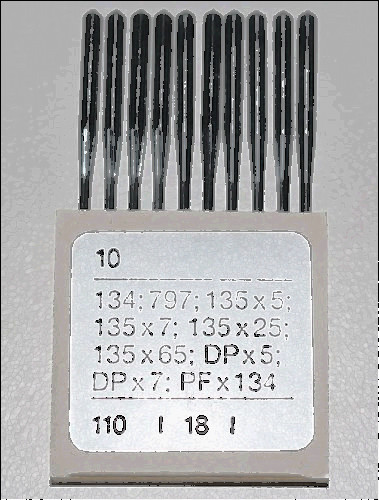 10
134; 797; 135 x 5;
135 x 7; 135 x 25;
135 x 65; DP x 5;
DP x 7; PF x 134
110 I 18 I